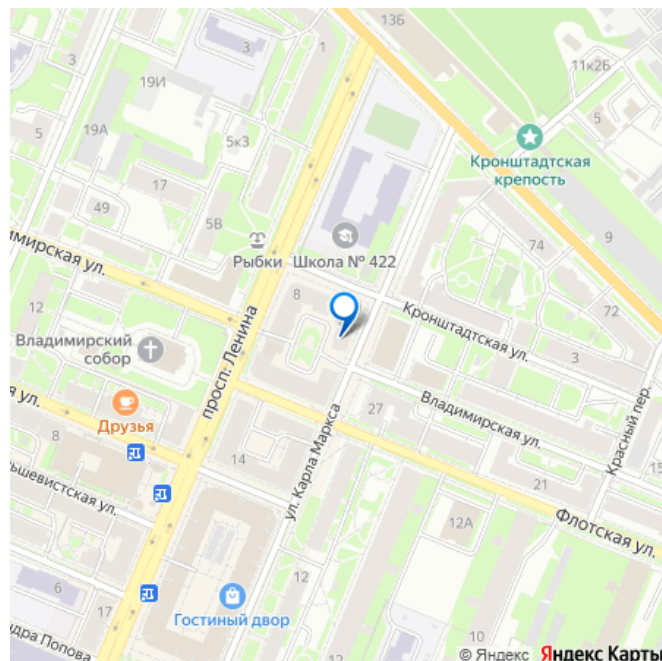 13Б
3
1
11к2Б
19И
5
5
19А
5к3
Кронштадтская
крепость
17
49
5В
74
9
Рыбки
Школа № 422
имирская ул.
8
72
12
Владимирский
собор
Кронштадтская ул.
3
просп. Ленина
Друзья
я ул.
Владимирская ул.
Красный пер.
27
8
ул. Карла Маркса
14
15
льшевистская ул.
21
12А
Флотская ул.
12
6
Гостиный двор
17
10
ндра Попова
© Яндекс Яндекс Карты